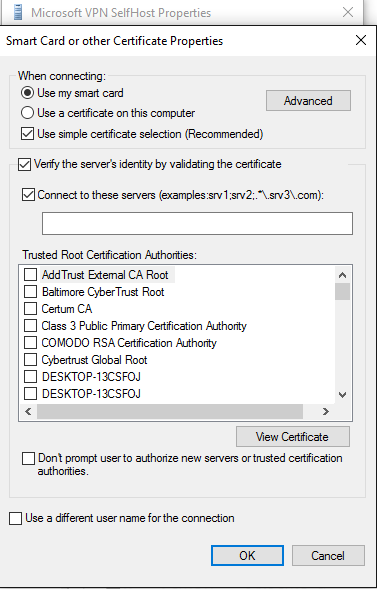 Microsoft VPN SelfHost Properties
Smart Card or other Certificate Properties
When connecting:
Use my smart card
Advanced
Use a certificate on this computer
Use simple certificate selection (Recommended)
Verify the server's identity by validating the certificate
Connect to these servers (examples:srv1;srv2;.*\.srv3\.com):
Trusted Root Certification Authorities:
AddTrust External CA Root
Baltimore CyberTrust Root
Certum CA
Class 3 Public Primary Certification Authority
COMODO RSA Certification Authority
Cybertrust Global Root
DESKTOP-13CSFOJ
DESKTOP-13CSFOJ
View Certificate
Don't prompt user to authorize new servers or trusted certification
authorities.
Use a different user name for the connection
OK
Cancel